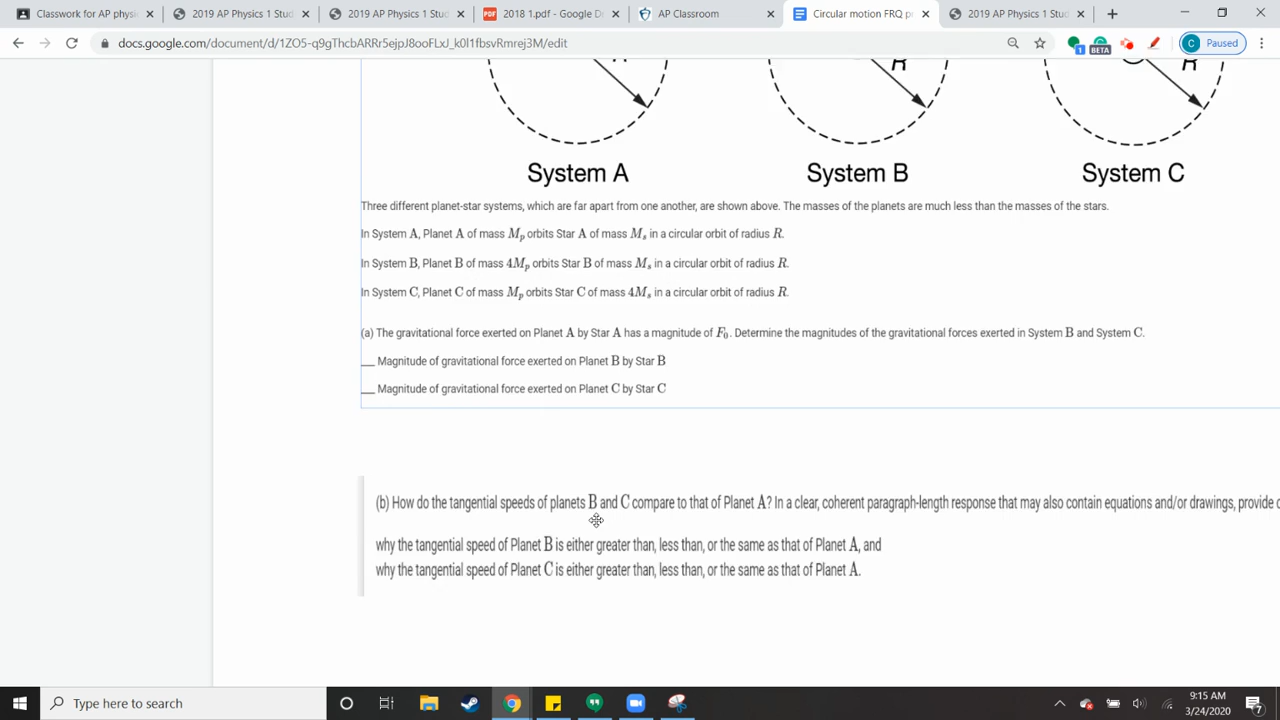 Classwork for AP physi
2019 AP Physics 1 Stud
2019 AP Physics 1 Stud
2018 1.pdf - Google D
AP Classroom
Circular motion FRQ p
2019 AP Physics 1 Stud
docs.google.com/document/d/1ZO5-q9gThcbARRr5ejpJ8ooFLxJ_k0l1fbsvRmrej3M/edit
1
BETA
C Paused
R
R
System A
System B
System C
Three different planet-star systems, which are far apart from one another, are shown above. The masses of the planets are much less than the masses of the stars.
In System A, Planet A of mass Mp orbits Star A of mass Ms in a circular orbit of radius R.
In System B, Planet B of mass 4Mp orbits Star B of mass Ms in a circular orbit of radius R.
In System C, Planet C of mass Mp orbits Star C of mass 4Ms in a circular orbit of radius R.
(a) The gravitational force exerted on Planet A by Star A has a magnitude of F0. Determine the magnitudes of the gravitational forces exerted in System B and System C.
__ Magnitude of gravitational force exerted on Planet B by Star B
__ Magnitude of gravitational force exerted on Planet C by Star C
(b) How do the tangential speeds of planets B and C compare to that of Planet A? In a clear, coherent paragraph-length response that may also contain equations and/or drawings, provide
why the tangential speed of Planet B is either greater than, less than, or the same as that of Planet A, and
why the tangential speed of Planet C is either greater than, less than, or the same as that of Planet A.
Type here to search
9:15 AM
3/24/2020
7